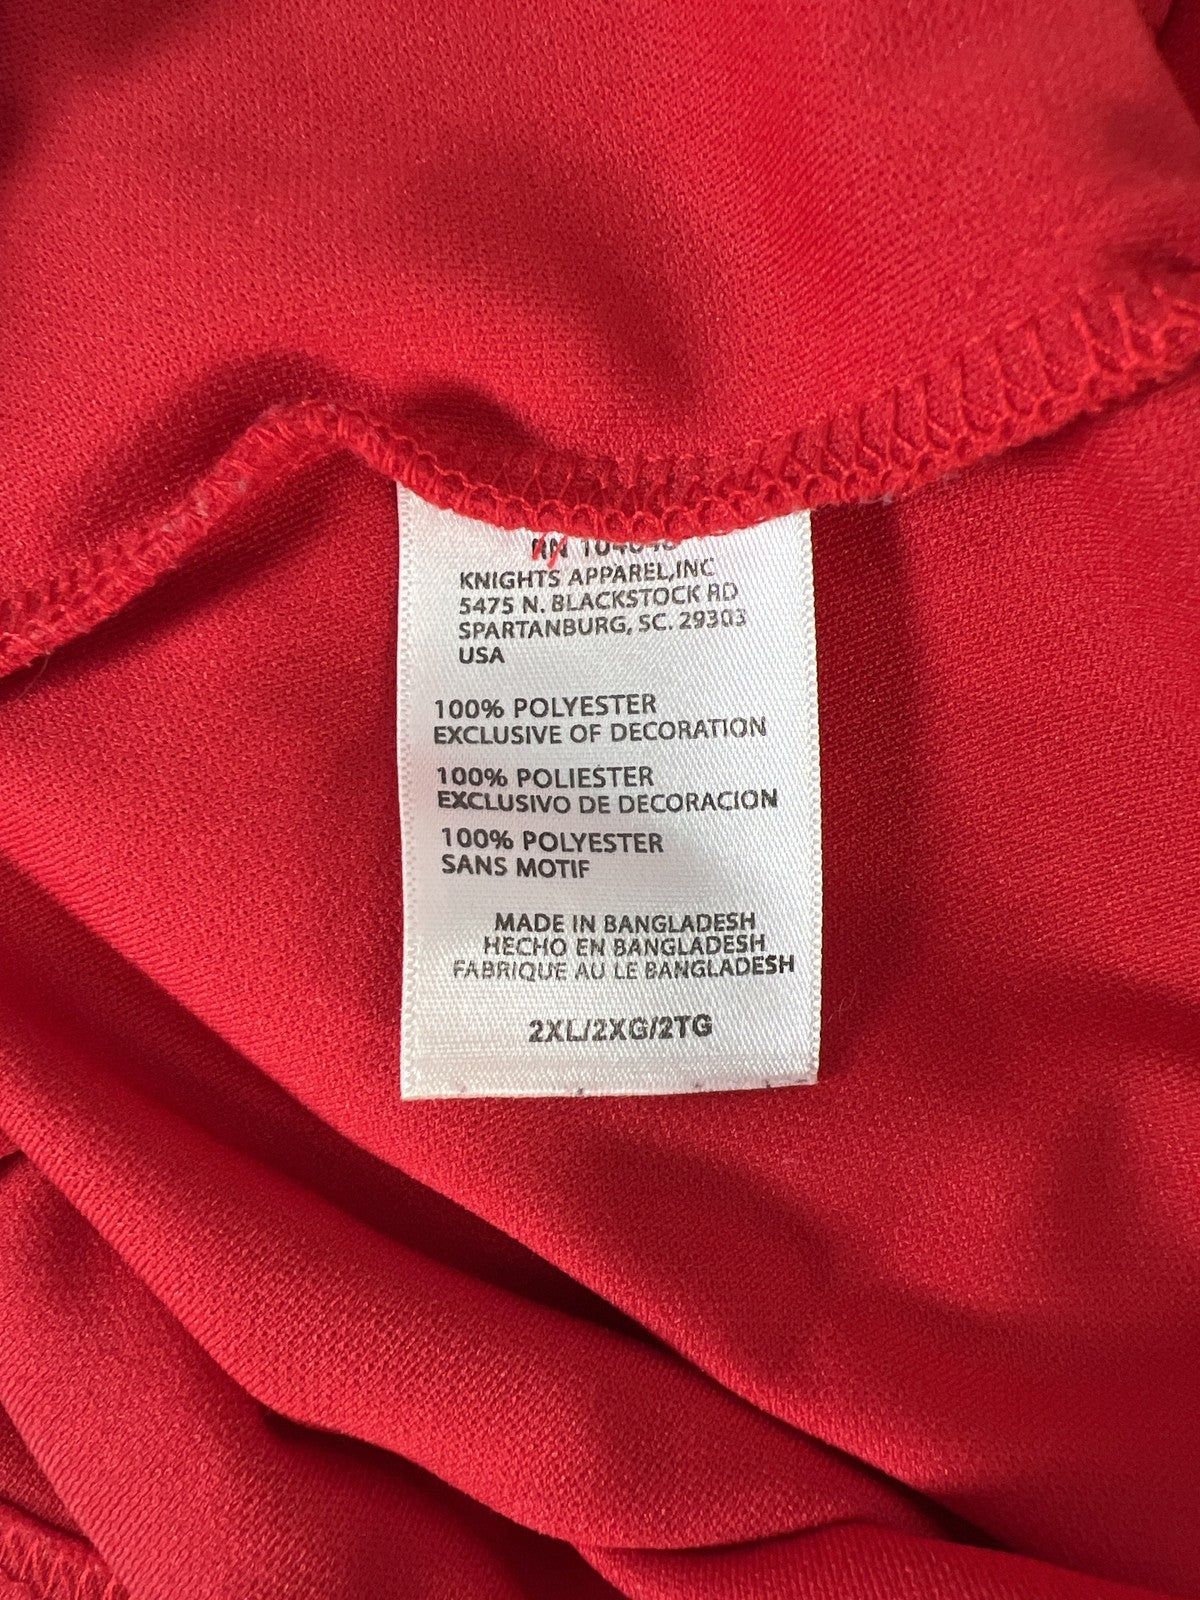 RN
KNIGHTS APPAREL,INC
5475 N. BLACKSTOCK RD
SPARTANBURG, SC. 29303
USA
100% POLYESTER
EXCLUSIVE OF DECORATION
100% POLIESTER
EXCLUSIVO DE DECORACION
100% POLYESTER
SANS MOTIF
MADE IN BANGLADESH
HECHO EN BANGLADESH
FABRIQUE AU LE BANGLADESH
2XL/2XG/2TG